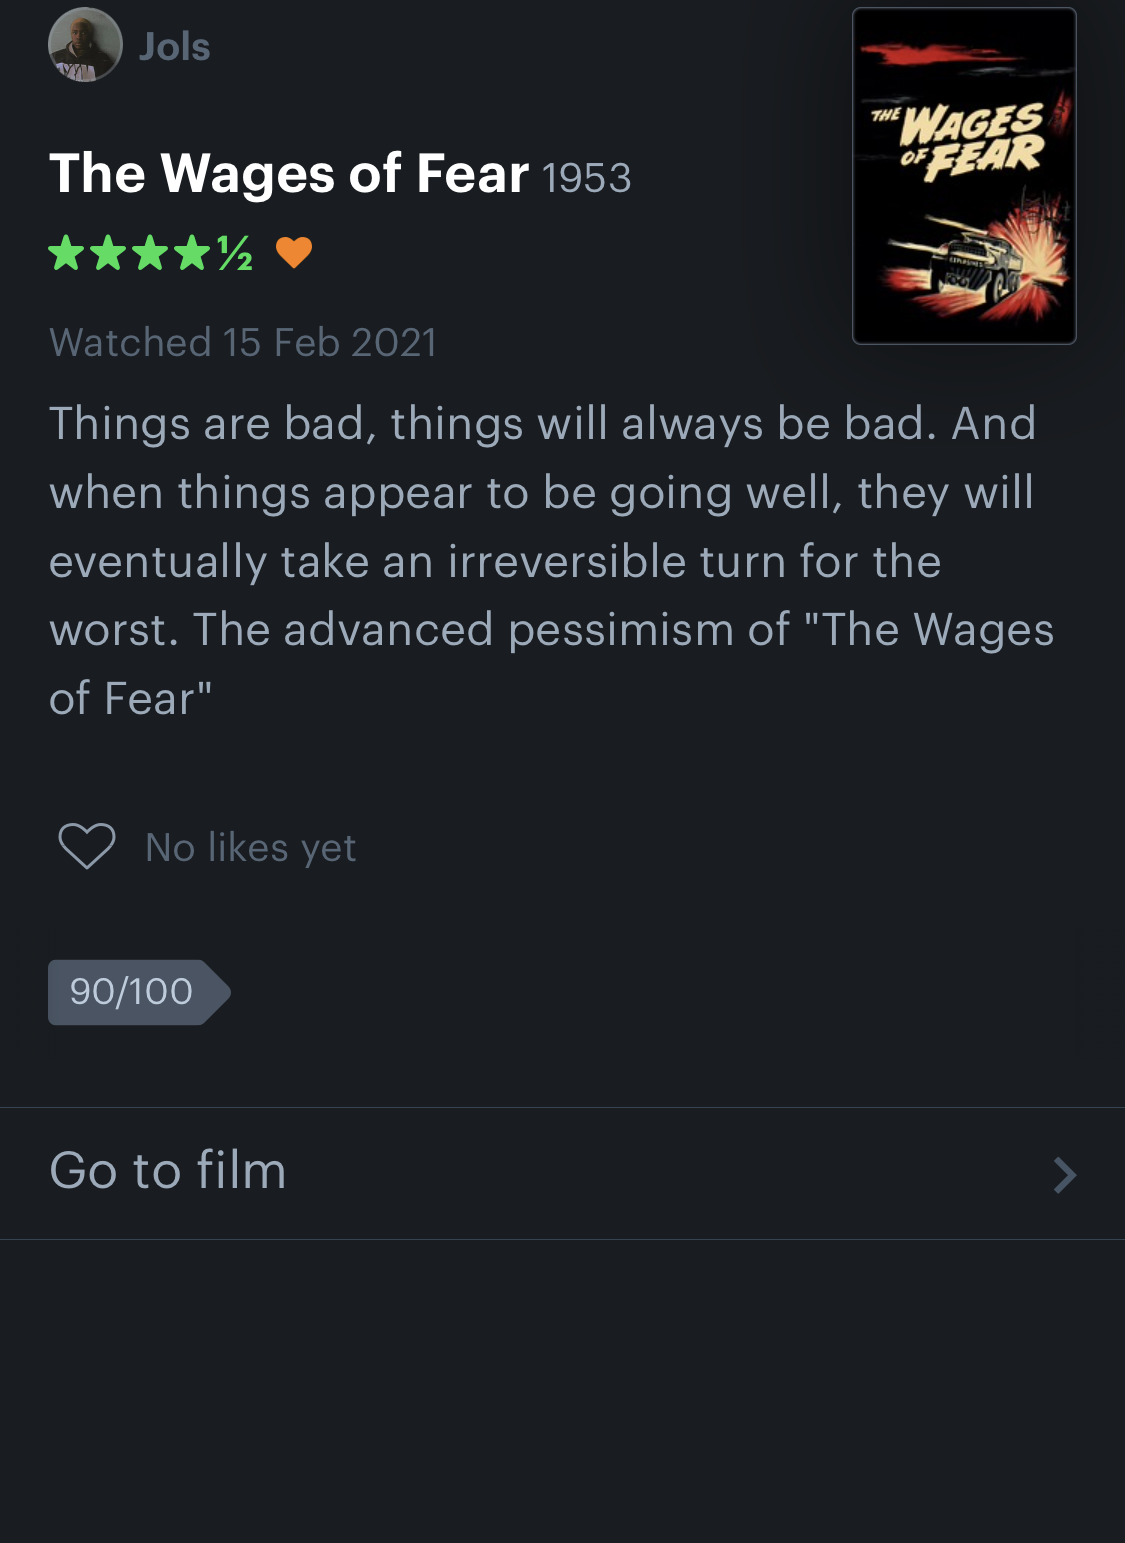 Jols
The Wages of Fear 1953
★★★★½
Watched 15 Feb 2021
THE WAGES
OF FEAR
EXPLOSIVES
Things are bad, things will always be bad. And
when things appear to be going well, they will
eventually take an irreversible turn for the
worst. The advanced pessimism of "The Wages
of Fear"
No likes yet
90/100
Go to film